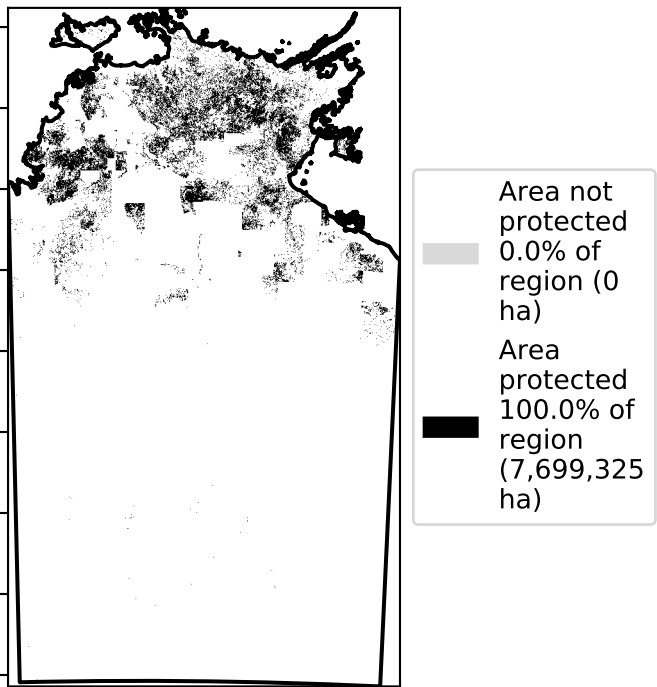 Area not
protected
0.0% of
region (0
ha)
Area
protected
100.0% of
region
(7,699,325
ha)